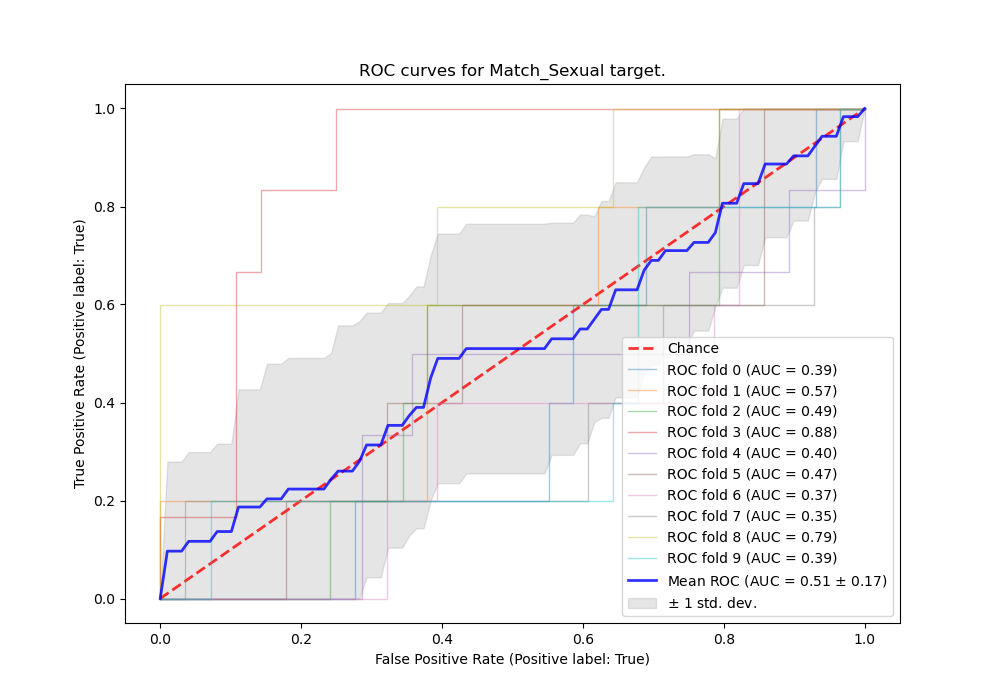 ROC curves for Match_Sexual target.
True Positive Rate (Positive label: True)
1.0
0.8
0.6
0.4
0.2
0.0
0.0 0.2 0.4 0.6 0.8 1.0
False Positive Rate (Positive label: True)
Chance
ROC fold 0 (AUC = 0.39)
ROC fold 1 (AUC = 0.57)
ROC fold 2 (AUC = 0.49)
ROC fold 3 (AUC = 0.88)
ROC fold 4 (AUC = 0.40)
ROC fold 5 (AUC = 0.47)
ROC fold 6 (AUC = 0.37)
ROC fold 7 (AUC = 0.35)
ROC fold 8 (AUC = 0.79)
ROC fold 9 (AUC = 0.39)
Mean ROC (AUC = 0.51 ± 0.17)
± 1 std. dev.